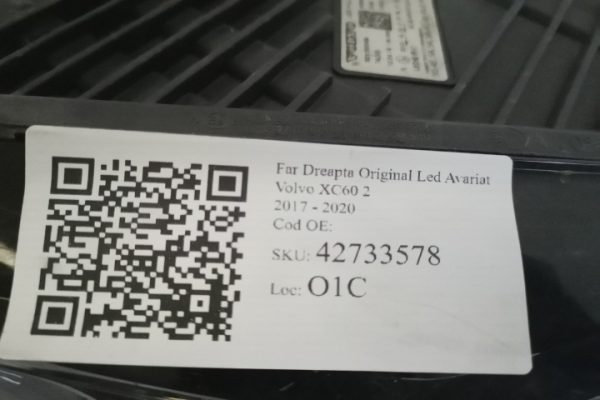 Far Dreapta Original Led Avariat
Volvo XC60 2
2017 - 2020
Cod OE:
SKU: 42733578
Loc: O1C